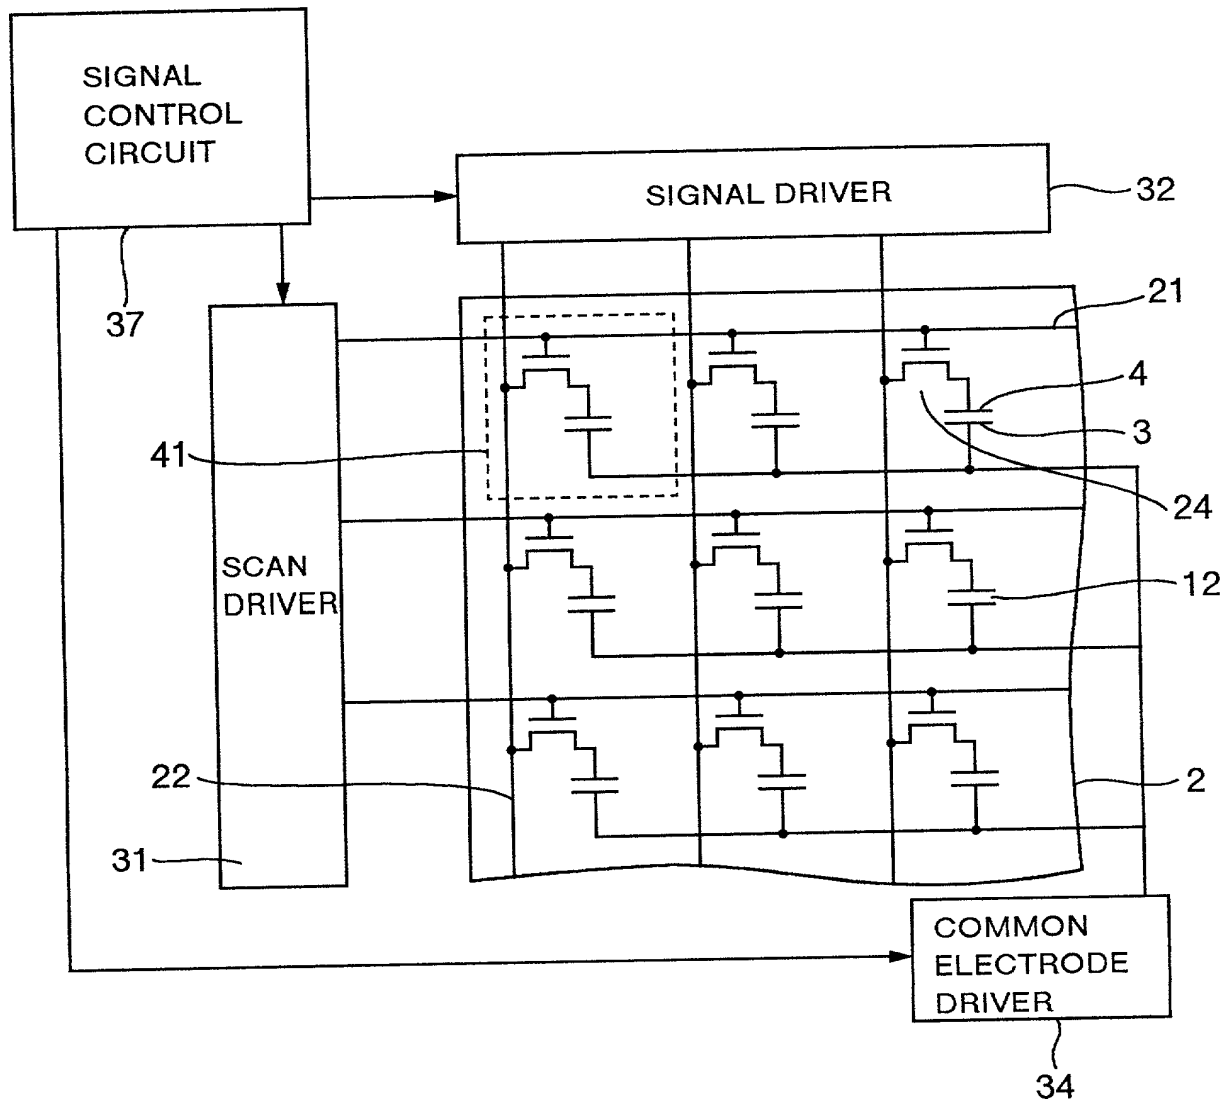 SIGNAL
CONTROL
CIRCUIT
SIGNAL DRIVER
32
37
21
4
3
41
24
SCAN
DRIVER
12
22
2
31
COMMON
ELECTRODE
DRIVER
34